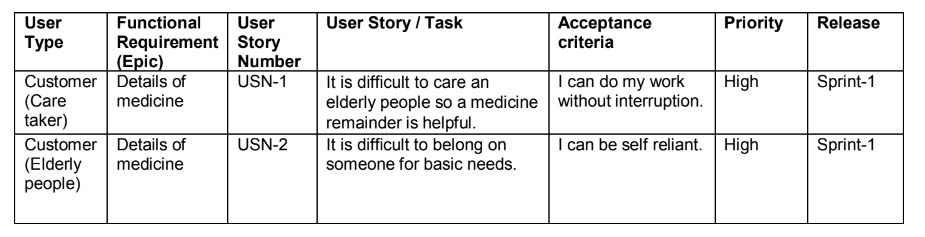 User Type	Functional Requirement (Epic)	User Story Number	User Story / Task	Acceptance criteria	Priority	Release
Customer (Care taker)	Details of medicine	USN-1	It is difficult to care an elderly people so a medicine remainder is helpful.	I can do my work without interruption.	High	Sprint-1
Customer (Elderly people)	Details of medicine	USN-2	It is difficult to belong on someone for basic needs.	I can be self reliant.	High	Sprint-1